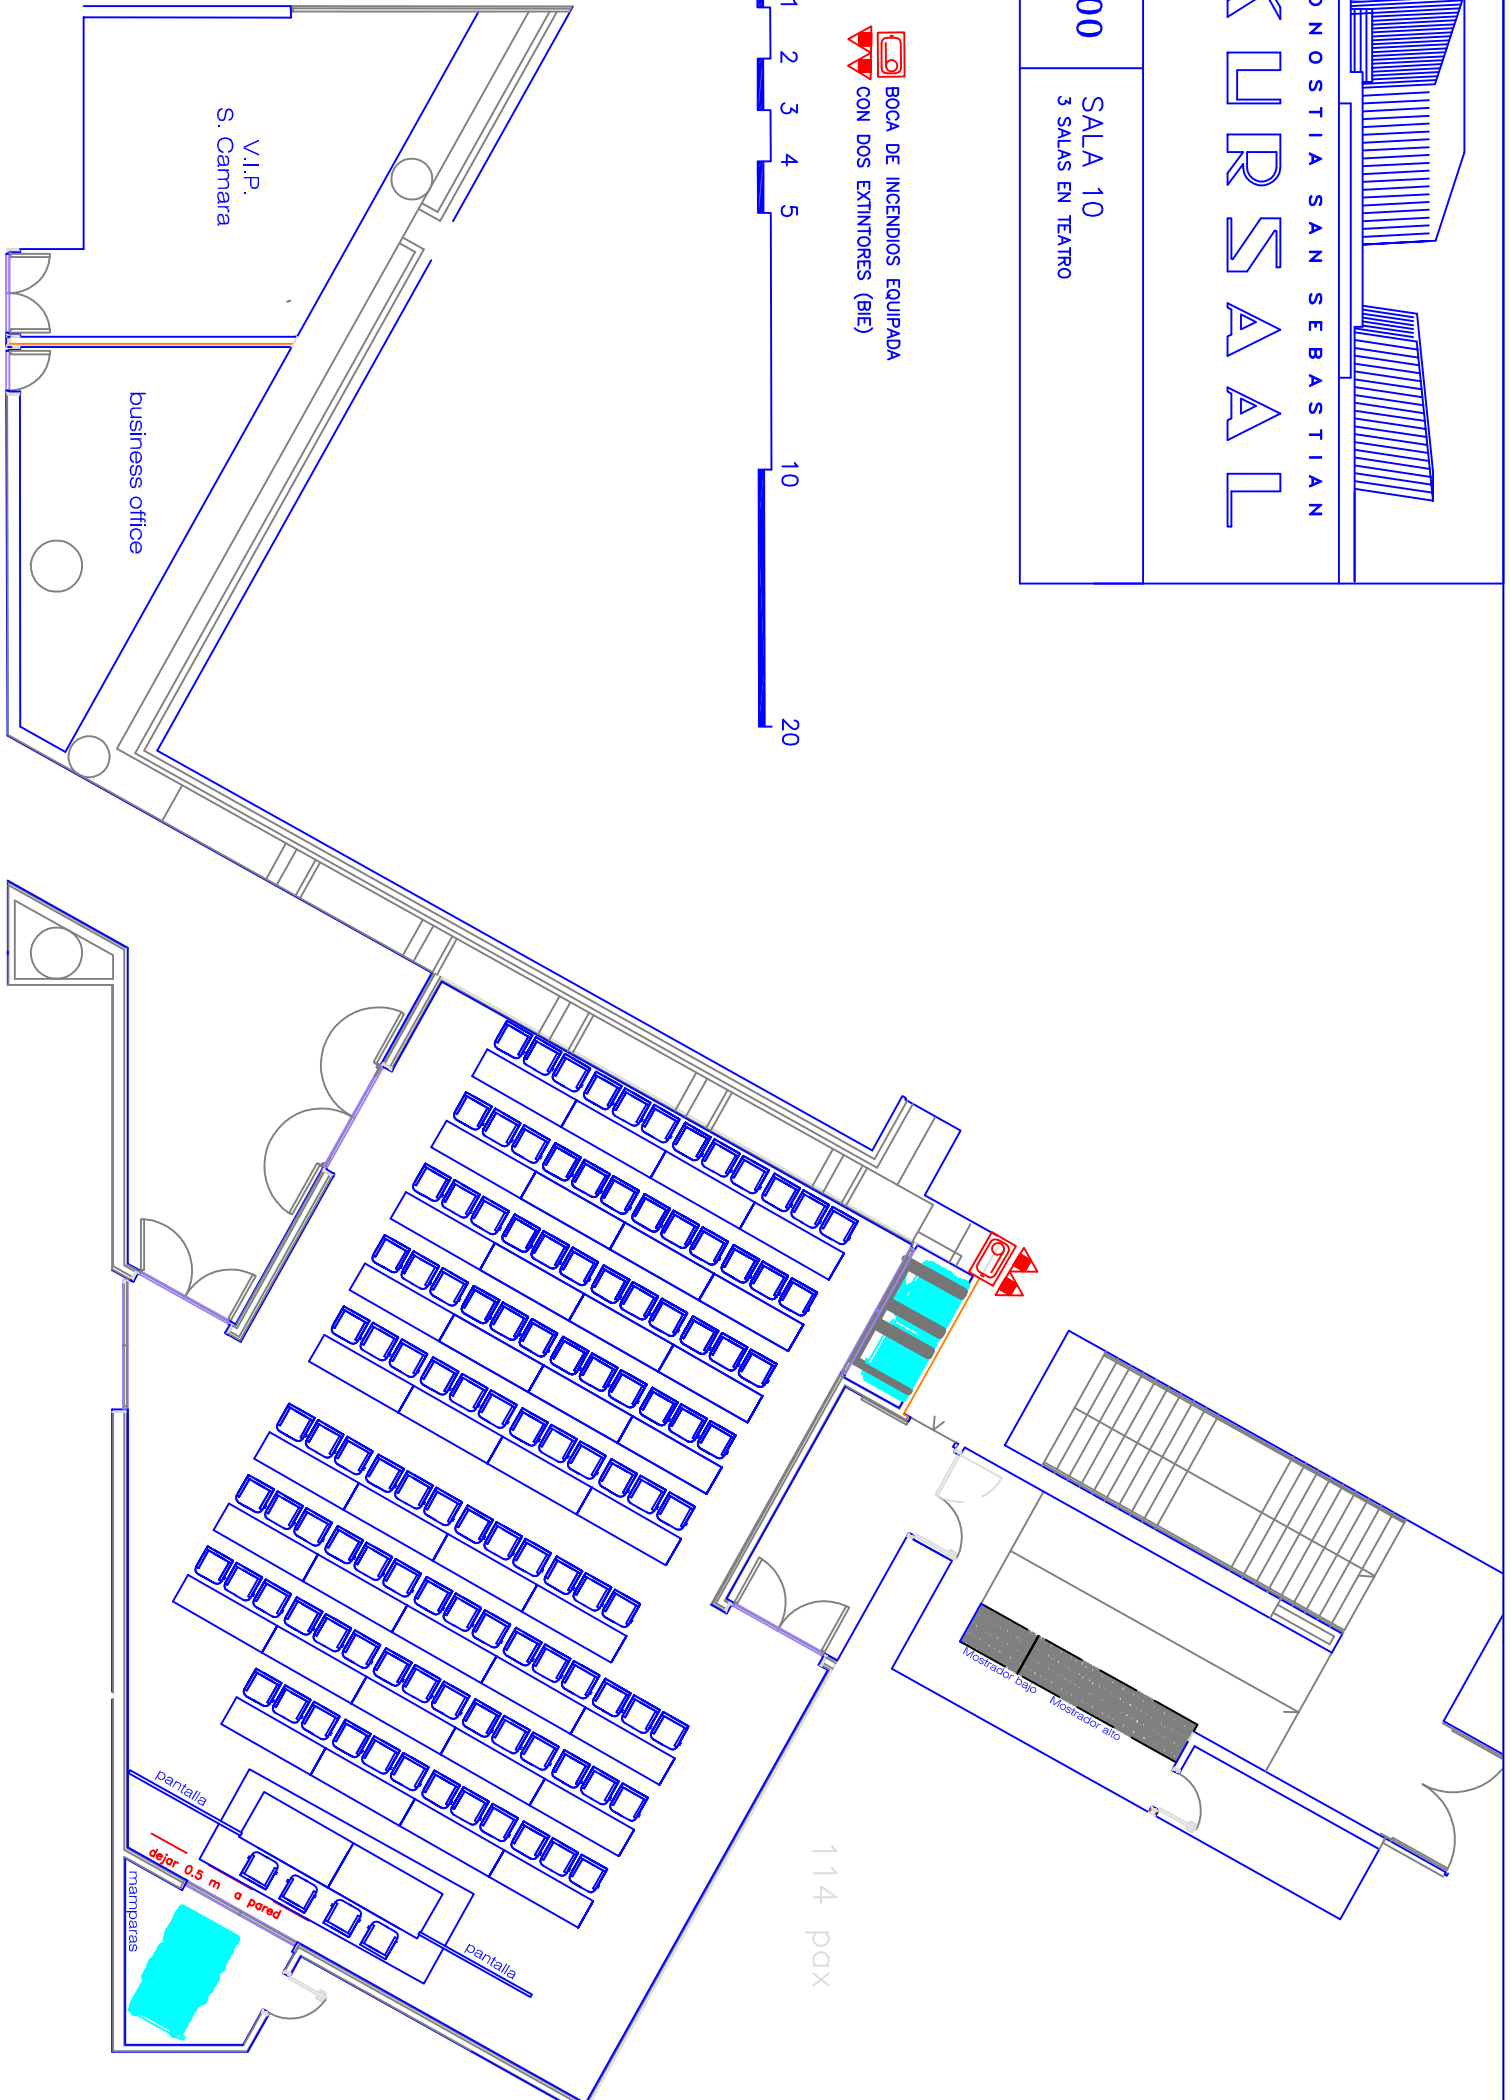 ONOSTIA SAN SEBASTIAN
KURSAAL
00
SALA 10
3 SALAS EN TEATRO
BOCA DE INCENDIOS EQUIPADA
CON DOS EXTINTORES (BIE)
1 2 3 4 5 10 20
V.I.P.
S. Camara
business office
Mostrador bajo
Mostrador alto
114 pax
pantalla
pantalla
dejar 0.5 m a pared
mamparas